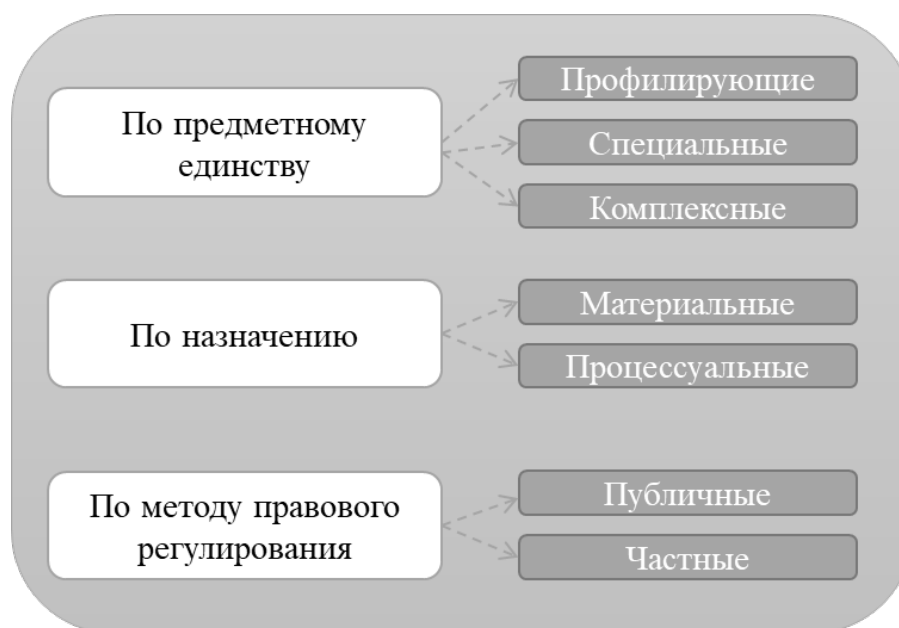 По предметному
единству
Профилирующие
Специальные
Комплексные
По назначению
Материальные
Процессуальные
По методу правового
регулирования
Публичные
Частные